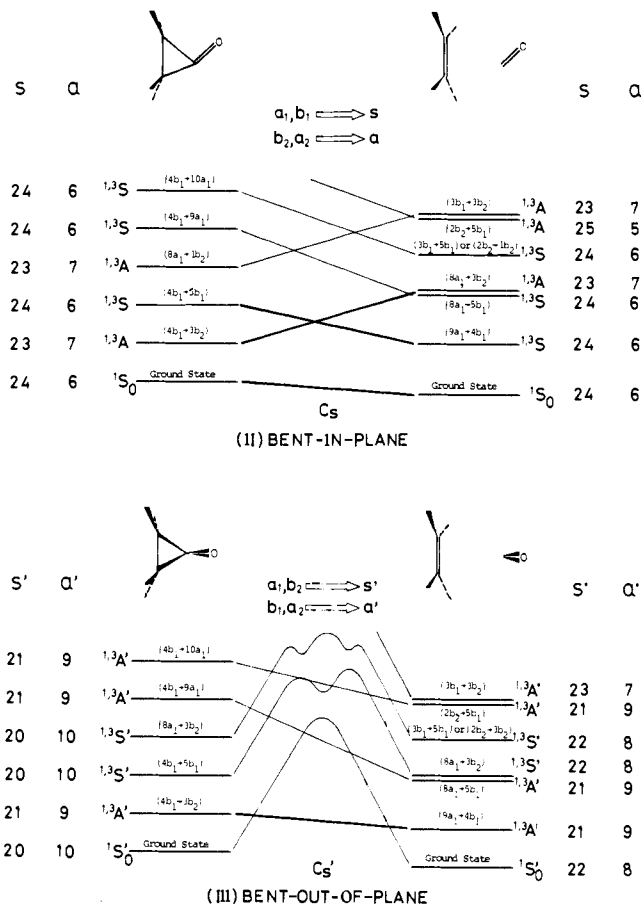 O
S
a
a₁,b₁ ⟹ s
b₂,a₂ ⟹ a
S
a
24 6 ¹,³S (4b₁+10a₁)
24 6 ¹,³S (4b₁+9a₁)
23 7 ¹,³A (8a₁+1b₂)
24 6 ¹,³S (4b₁+5b₁)
23 7 ¹,³A (4b₁+3b₂)
24 6 ¹S₀ Ground State
(3b₁+3b₂) ¹,³A 23 7
(2b₂+5b₁) ¹,³A 25 5
(3b₁+5b₁) or (2b₂+1b₂) ¹,³S 24 6
(8a₁+3b₂) ¹,³A 23 7
(8a₁+5b₁) ¹,³S 24 6
(9a₁+4b₁) ¹,³S 24 6
Ground State ¹S₀ 24 6
Cs
(II) BENT-IN-PLANE
O
O
S'
a'
a₁,b₂ ⟹ s'
b₁,a₂ ⟹ a'
S'
a'
21 9 ¹,³A' (4b₁+10a₁)
21 9 ¹,³A' (4b₁+9a₁)
20 10 ¹,³S' (8a₁+3b₂)
20 10 ¹,³S' (4b₁+5b₁)
21 9 ¹,³A' (4b₁+3b₂)
20 10 ¹S'₀ Ground State
(3b₁+3b₂) ¹,³A' 23 7
(2b₂+5b₁) ¹,³A' 21 9
(3b₁+5b₁) or (2b₂+3b₂) ¹,³S' 22 8
(8a₁+3b₂) ¹,³S' 22 8
(8a₁+5b₁) ¹,³A' 21 9
(9a₁+4b₁) ¹,³A' 21 9
Ground State ¹S'₀ 22 8
Cs'
(III) BENT-OUT-OF-PLANE